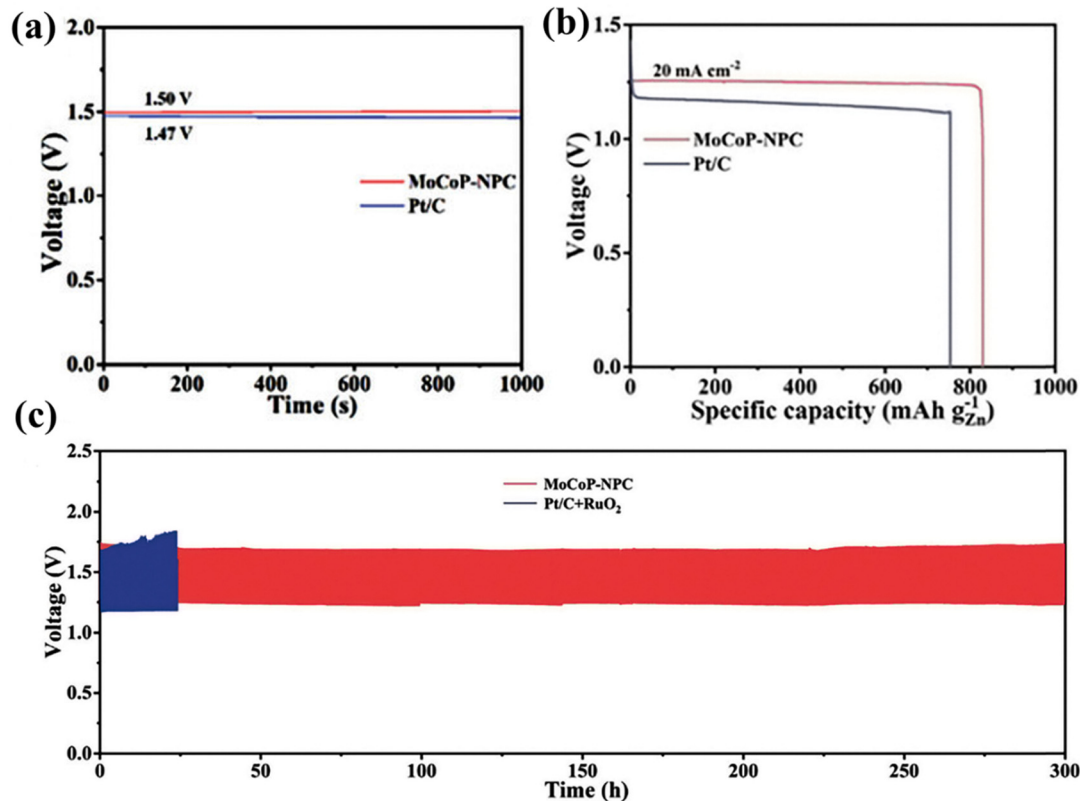 (a)
2.0
1.5
1.0
0.5
0.0
1.50 V
1.47 V
MoCoP-NPC
Pt/C
Voltage (V)
0 200 400 600 800 1000
Time (s)
(b)
1.5
1.0
0.5
0.0
20 mA cm⁻²
MoCoP-NPC
Pt/C
Voltage (V)
0 200 400 600 800 1000
Specific capacity (mAh g⁻¹Zn)
(c)
2.5
2.0
1.5
1.0
0.5
0.0
MoCoP-NPC
Pt/C+RuO₂
Voltage (V)
0 50 100 150 200 250 300
Time (h)